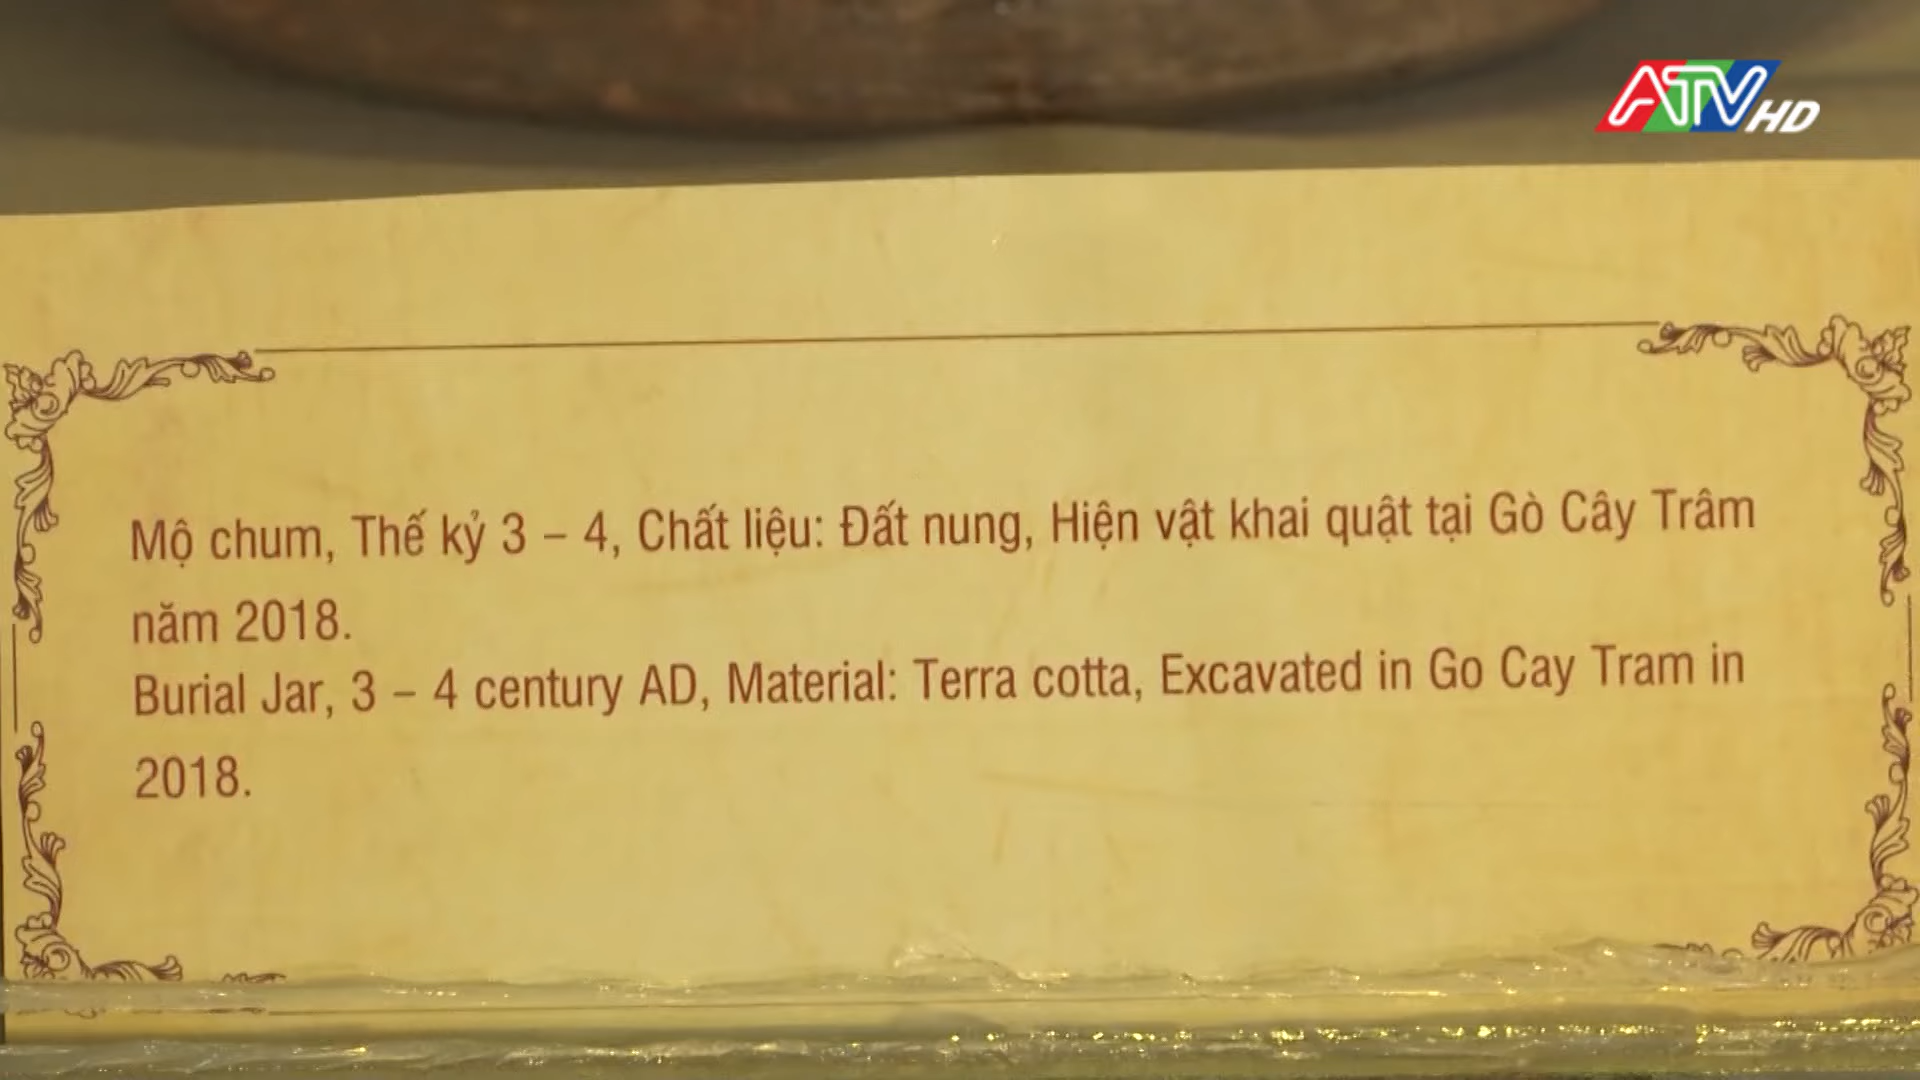 ATV HD
Mộ chum, Thế kỷ 3 – 4, Chất liệu: Đất nung, Hiện vật khai quật tại Gò Cây Trâm
năm 2018.
Burial Jar, 3 – 4 century AD, Material: Terra cotta, Excavated in Go Cay Tram in
2018.